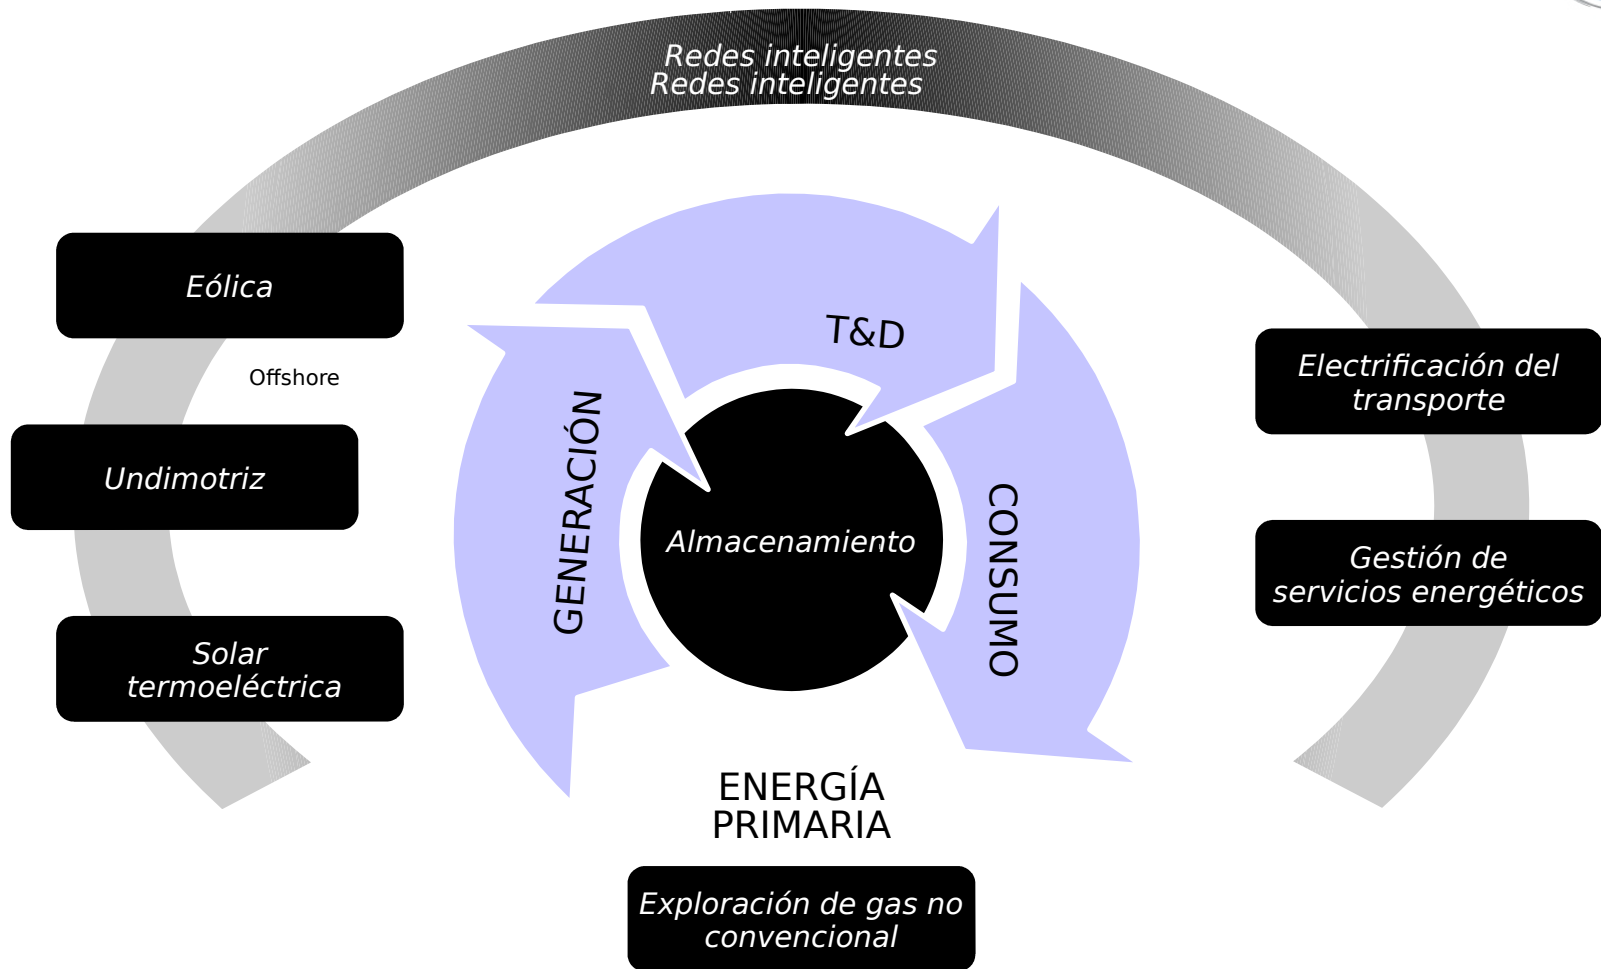 Redes inteligentes
Redes inteligentes
Eólica
Offshore
Undimotriz
Solar
termoeléctrica
GENERACIÓN
T&D
CONSUMO
Almacenamiento
Electrificación del
transporte
Gestión de
servicios energéticos
ENERGÍA
PRIMARIA
Exploración de gas no
convencional